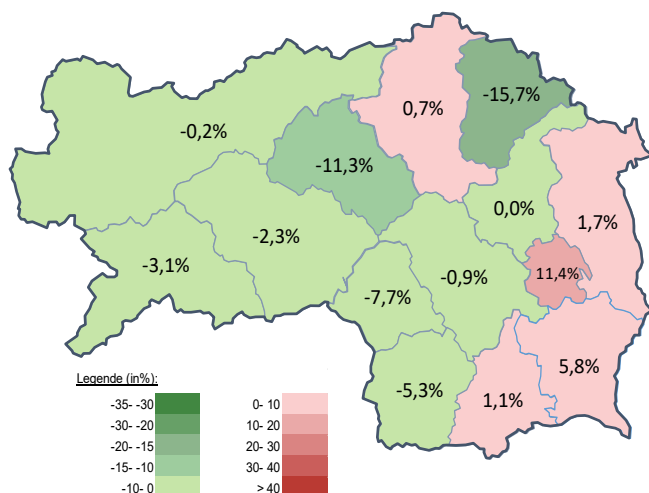 0,7%
-15,7%
-0,2%
-11,3%
0,0%
1,7%
-2,3%
-3,1%
-0,9%
11,4%
-7,7%
5,8%
-5,3%
1,1%
Legende (in%):
-35- -30 0- 10
-30- -20 10- 20
-20- -15 20- 30
-15- -10 30- 40
-10- 0 > 40